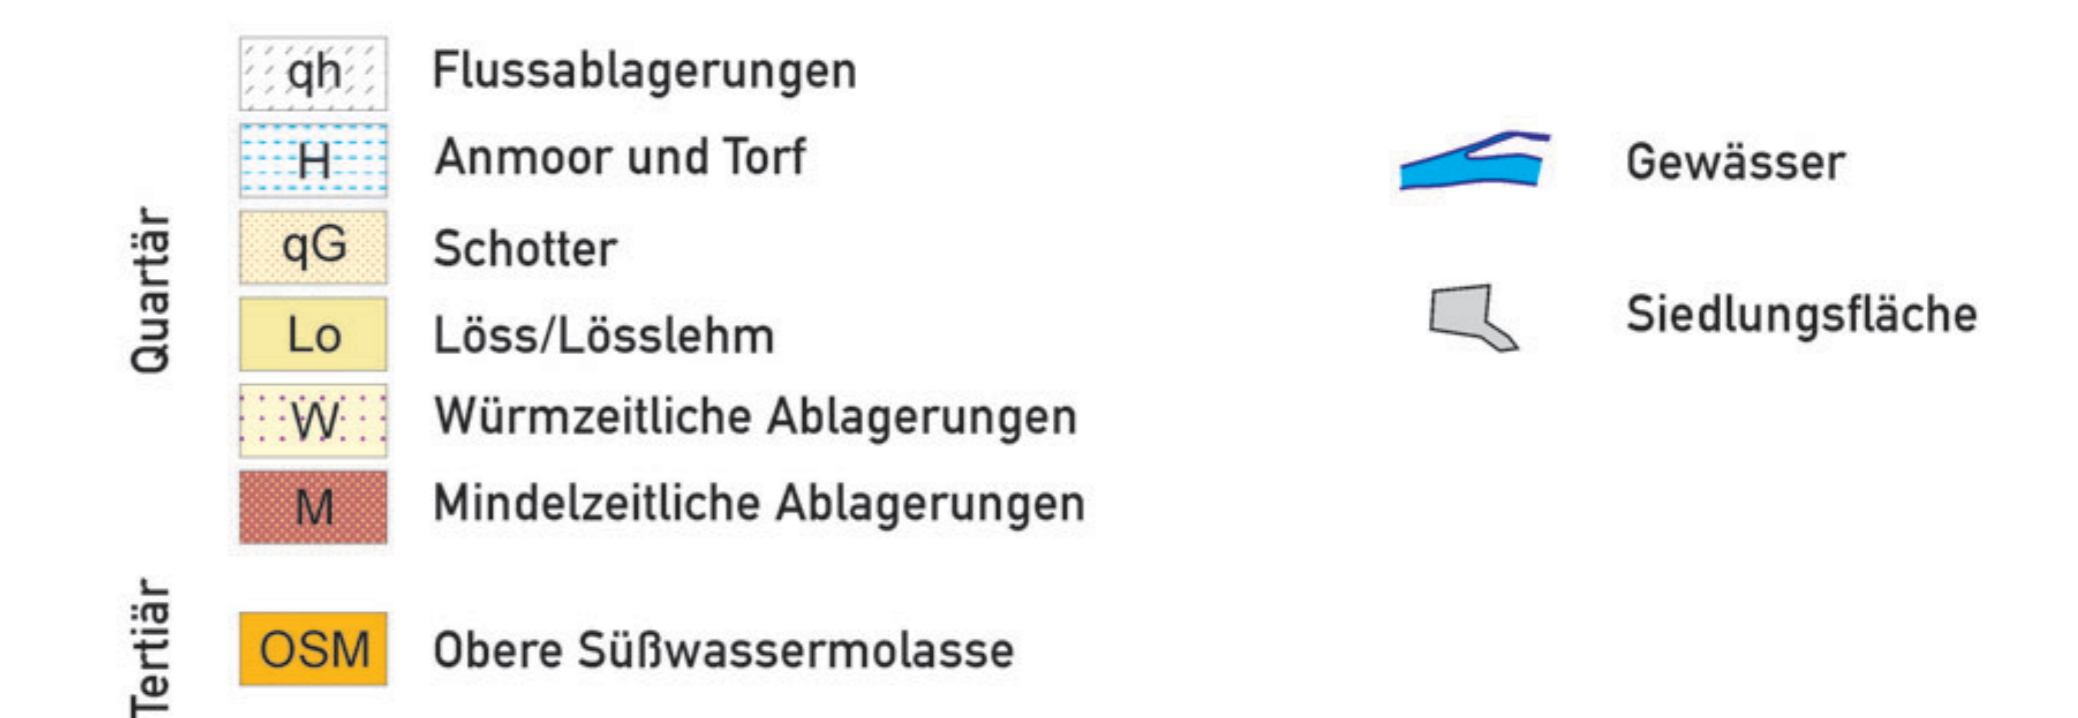 Quartär
qh Flussablagerungen
H Anmoor und Torf
qG Schotter
Lo Löss/Lösslehm
W Würmzeitliche Ablagerungen
M Mindelzeitliche Ablagerungen
Tertiär
OSM Obere Süßwassermolasse
Gewässer
Siedlungsfläche